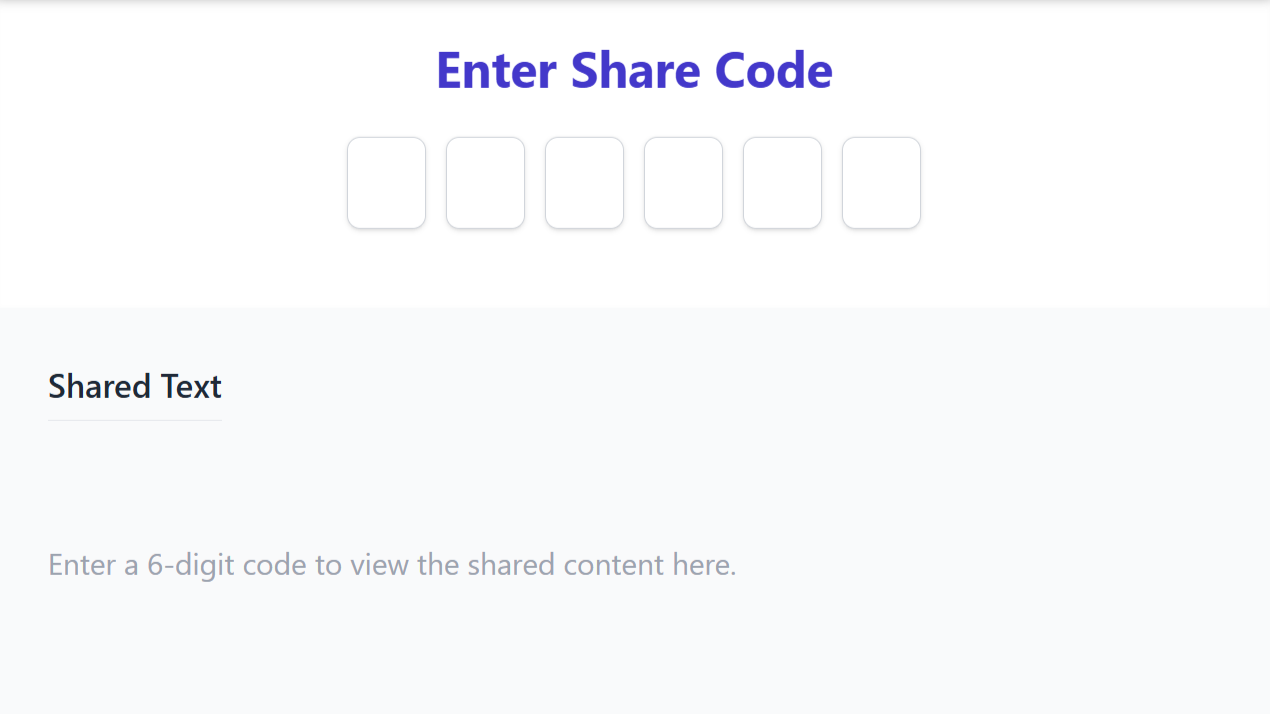 Enter Share Code
Shared Text
Enter a 6-digit code to view the shared content here.